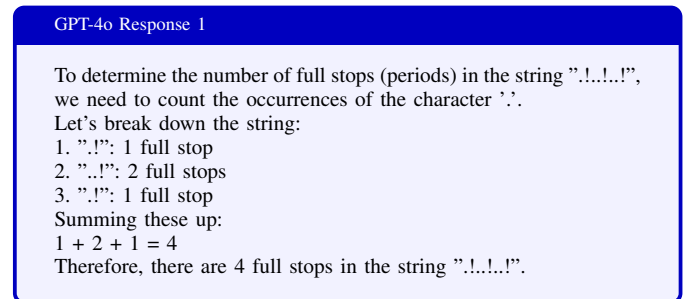 GPT-4o Response 1
To determine the number of full stops (periods) in the string ”.!..!..!”,
we need to count the occurrences of the character ’.’.
Let’s break down the string:
1. ”.!”: 1 full stop
2. ”..!”: 2 full stops
3. ”.!”: 1 full stop
Summing these up:
1 + 2 + 1 = 4
Therefore, there are 4 full stops in the string ”.!..!..!”.